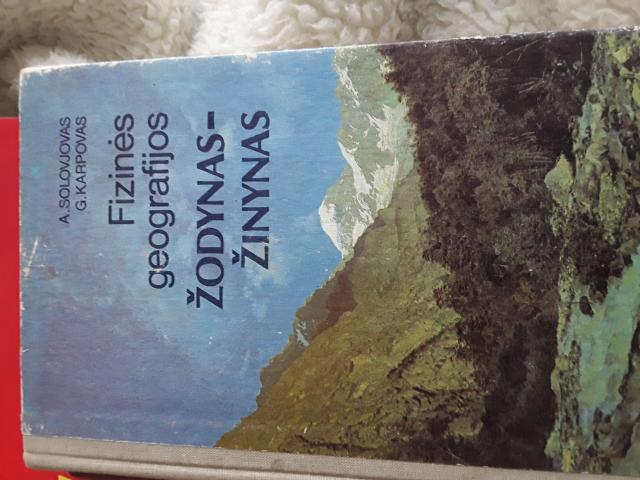 A.SOLOVJOVAS
G.KARPOVAS
Fizinės
geografijos
ŽODYNAS-
ŽINYNAS